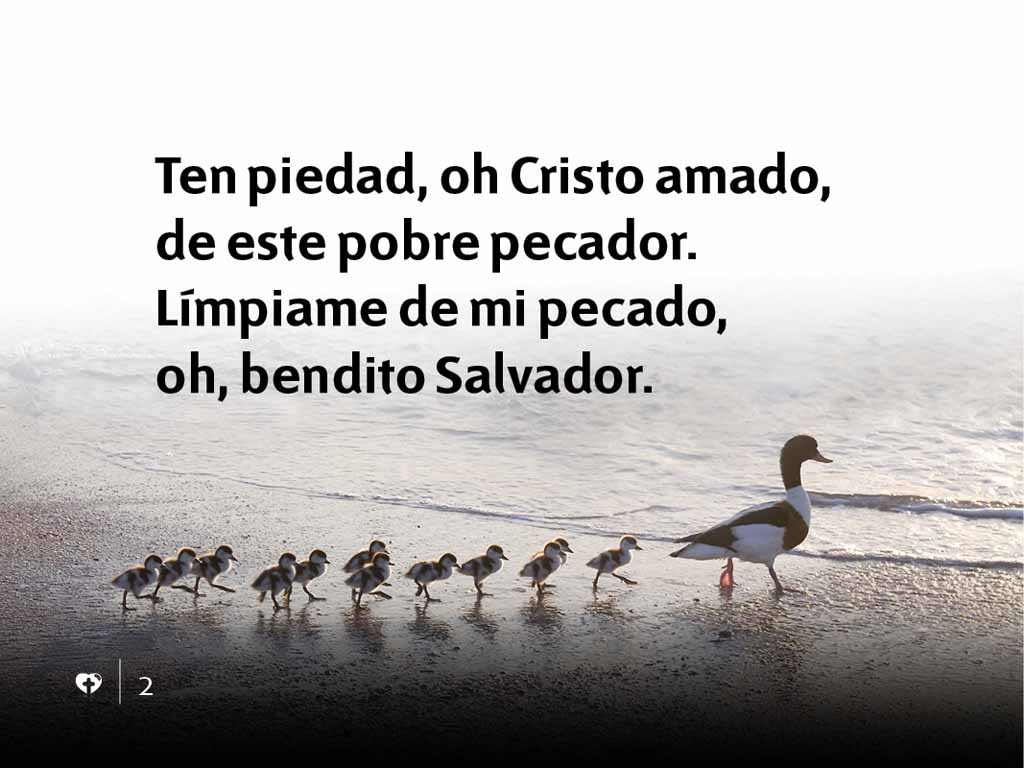 Ten piedad, oh Cristo amado,
de este pobre pecador.
Límpiame de mi pecado,
oh, bendito Salvador.
2